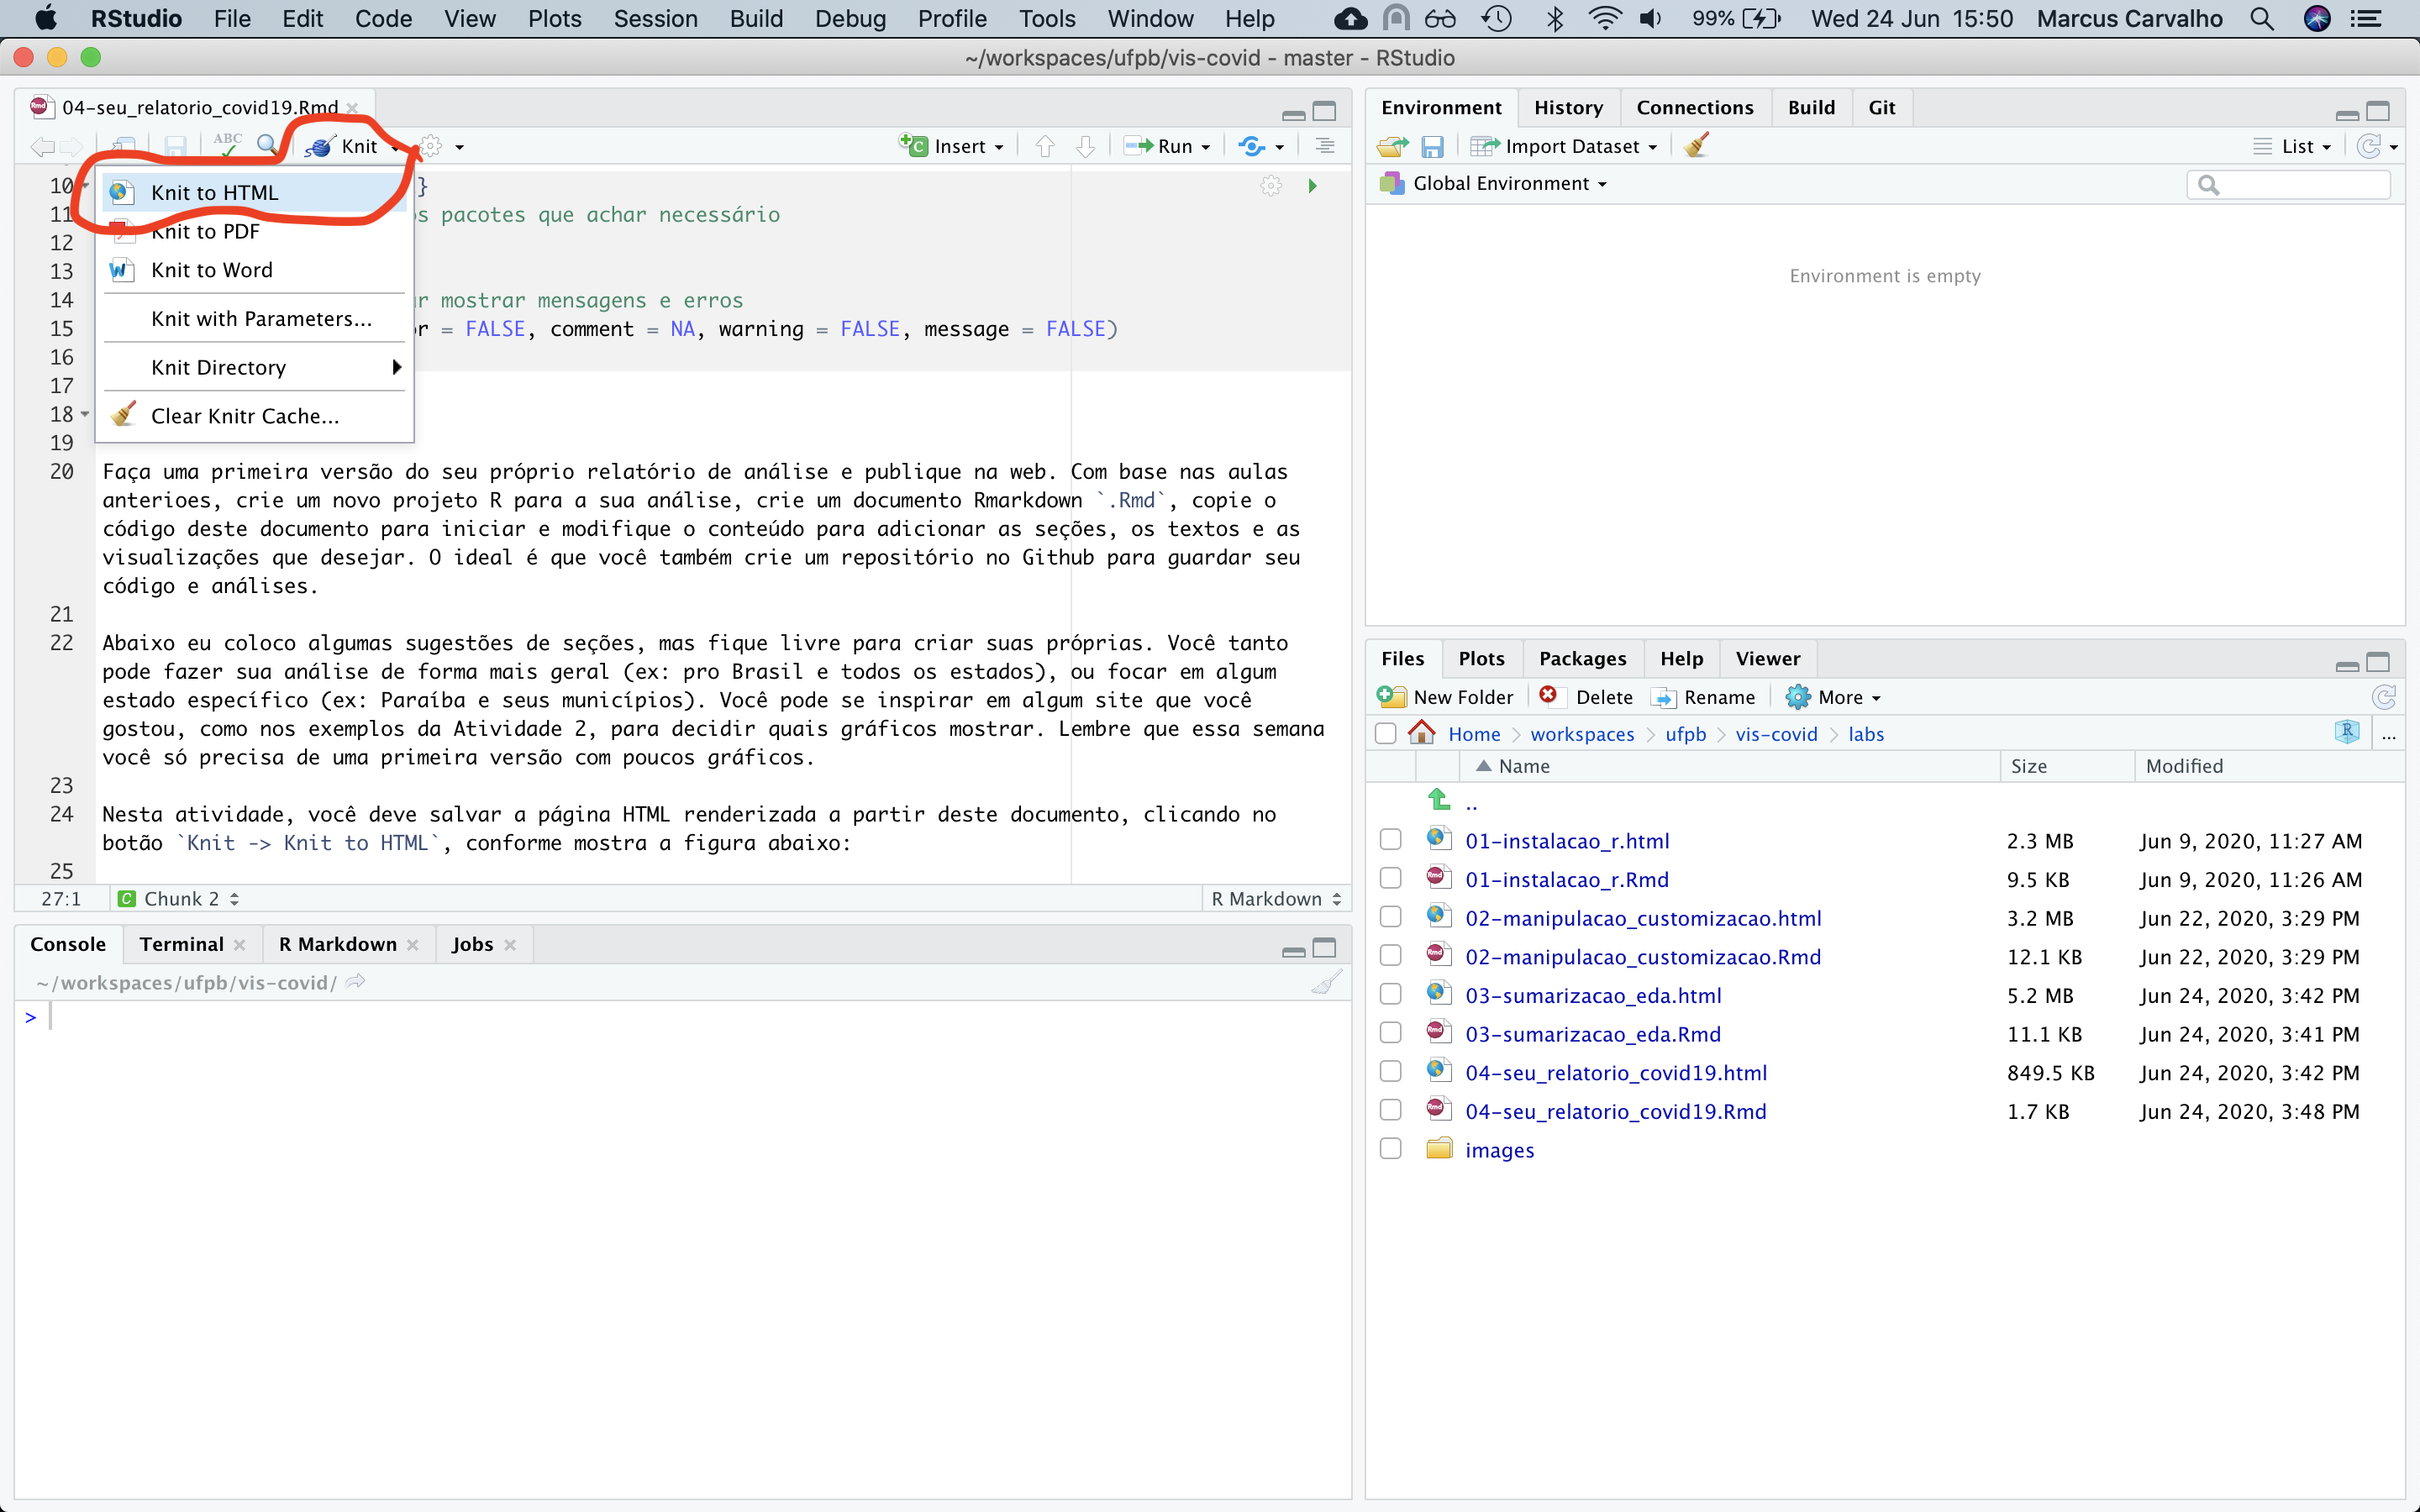 RStudio File Edit Code View Plots Session Build Debug Profile Tools Window Help 99% Wed 24 Jun 15:50 Marcus Carvalho
~/workspaces/ufpb/vis-covid - master - RStudio
04-seu_relatorio_covid19.Rmd
ABC Knit Insert Run
Knit to HTML
Knit to PDF
Knit to Word
Knit with Parameters...
Knit Directory
Clear Knitr Cache...
10 }
11 os pacotes que achar necessário
12
13
14 ar mostrar mensagens e erros
15 or = FALSE, comment = NA, warning = FALSE, message = FALSE)
16
17
18
19
20 Faça uma primeira versão do seu próprio relatório de análise e publique na web. Com base nas aulas
anterioes, crie um novo projeto R para a sua análise, crie um documento Rmarkdown `.Rmd`, copie o
código deste documento para iniciar e modifique o conteúdo para adicionar as seções, os textos e as
visualizações que desejar. O ideal é que você também crie um repositório no Github para guardar seu
código e análises.
21
22 Abaixo eu coloco algumas sugestões de seções, mas fique livre para criar suas próprias. Você tanto
pode fazer sua análise de forma mais geral (ex: pro Brasil e todos os estados), ou focar em algum
estado específico (ex: Paraíba e seus municípios). Você pode se inspirar em algum site que você
gostou, como nos exemplos da Atividade 2, para decidir quais gráficos mostrar. Lembre que essa semana
você só precisa de uma primeira versão com poucos gráficos.
23
24 Nesta atividade, você deve salvar a página HTML renderizada a partir deste documento, clicando no
botão `Knit -> Knit to HTML`, conforme mostra a figura abaixo:
25
27:1 C Chunk 2 R Markdown
Console Terminal R Markdown Jobs
~/workspaces/ufpb/vis-covid/
>
Environment History Connections Build Git
Import Dataset List
Global Environment
Environment is empty
Files Plots Packages Help Viewer
New Folder Delete Rename More
Home workspaces ufpb vis-covid labs R ...
Name Size Modified
..
01-instalacao_r.html 2.3 MB Jun 9, 2020, 11:27 AM
01-instalacao_r.Rmd 9.5 KB Jun 9, 2020, 11:26 AM
02-manipulacao_customizacao.html 3.2 MB Jun 22, 2020, 3:29 PM
02-manipulacao_customizacao.Rmd 12.1 KB Jun 22, 2020, 3:29 PM
03-sumarizacao_eda.html 5.2 MB Jun 24, 2020, 3:42 PM
03-sumarizacao_eda.Rmd 11.1 KB Jun 24, 2020, 3:41 PM
04-seu_relatorio_covid19.html 849.5 KB Jun 24, 2020, 3:42 PM
04-seu_relatorio_covid19.Rmd 1.7 KB Jun 24, 2020, 3:48 PM
images